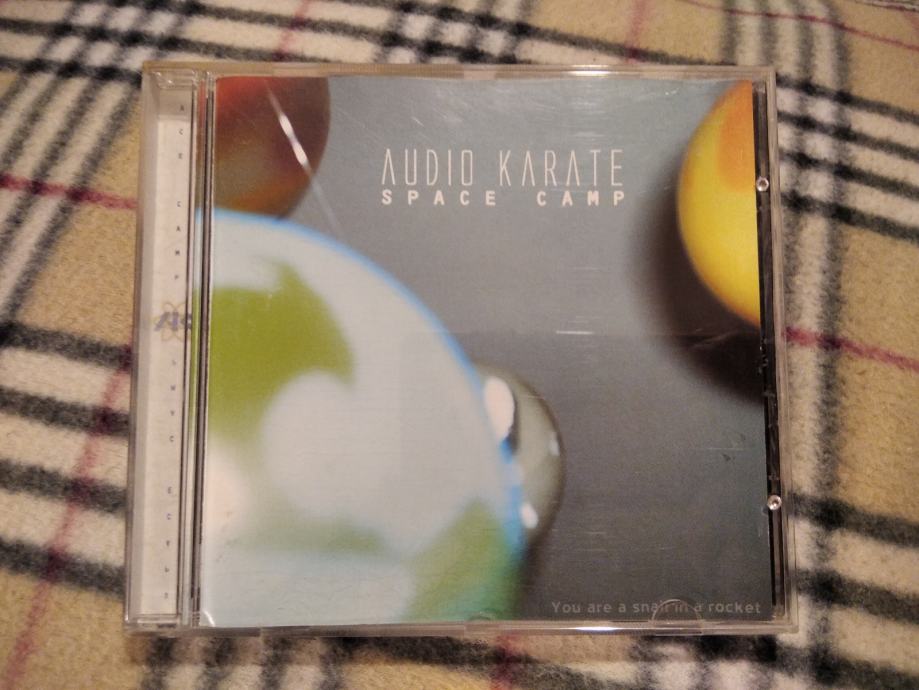 AUDIO KARATE
SPACE CAMP
You are a snail in a rocket